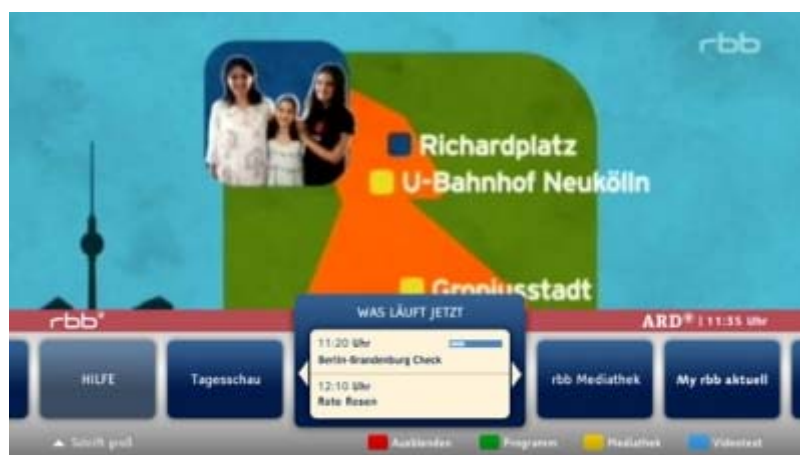 rbb
Richardplatz
U-Bahnhof Neukölln
Gropiusstadt
rbb*
WAS LÄUFT JETZT
ARD® | 11:35 Uhr
11:20 Uhr
Berlin-Brandenburg Check
12:10 Uhr
Rote Rosen
HILFE
Tagesschau
rbb Mediathek
My rbb aktuell
Schrift groß
Ausblenden
Programm
Mediathek
Videotext